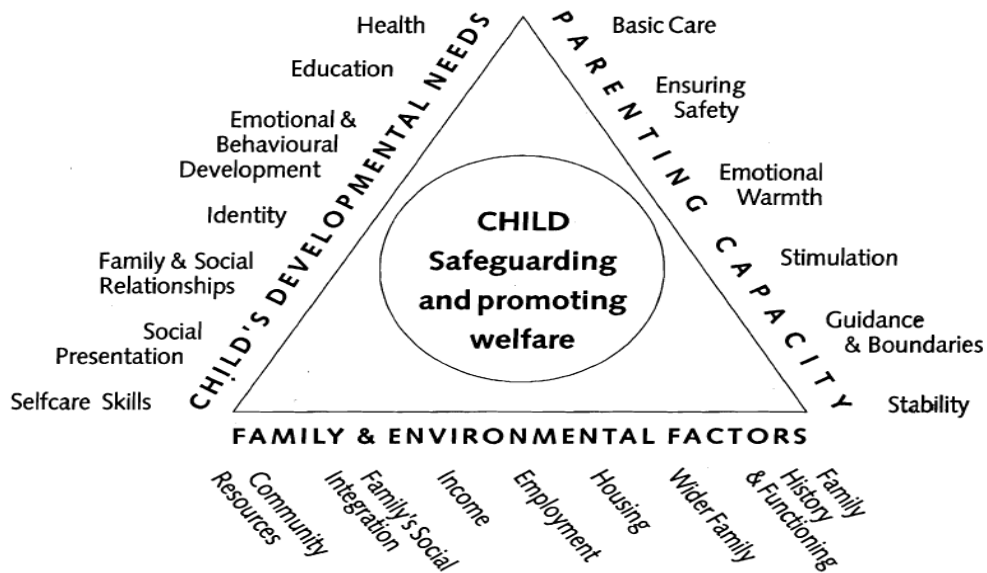 Health
Education
Emotional &
Behavioural
Development
Identity
Family & Social
Relationships
Social
Presentation
Selfcare Skills
CHILD'S DEVELOPMENTAL NEEDS
CHILD
Safeguarding
and promoting
welfare
PARENTING CAPACITY
Basic Care
Ensuring
Safety
Emotional
Warmth
Stimulation
Guidance
& Boundaries
Stability
FAMILY & ENVIRONMENTAL FACTORS
Community
Resources
Family's Social
Integration
Income
Employment
Housing
Wider Family
Family
History
& Functioning